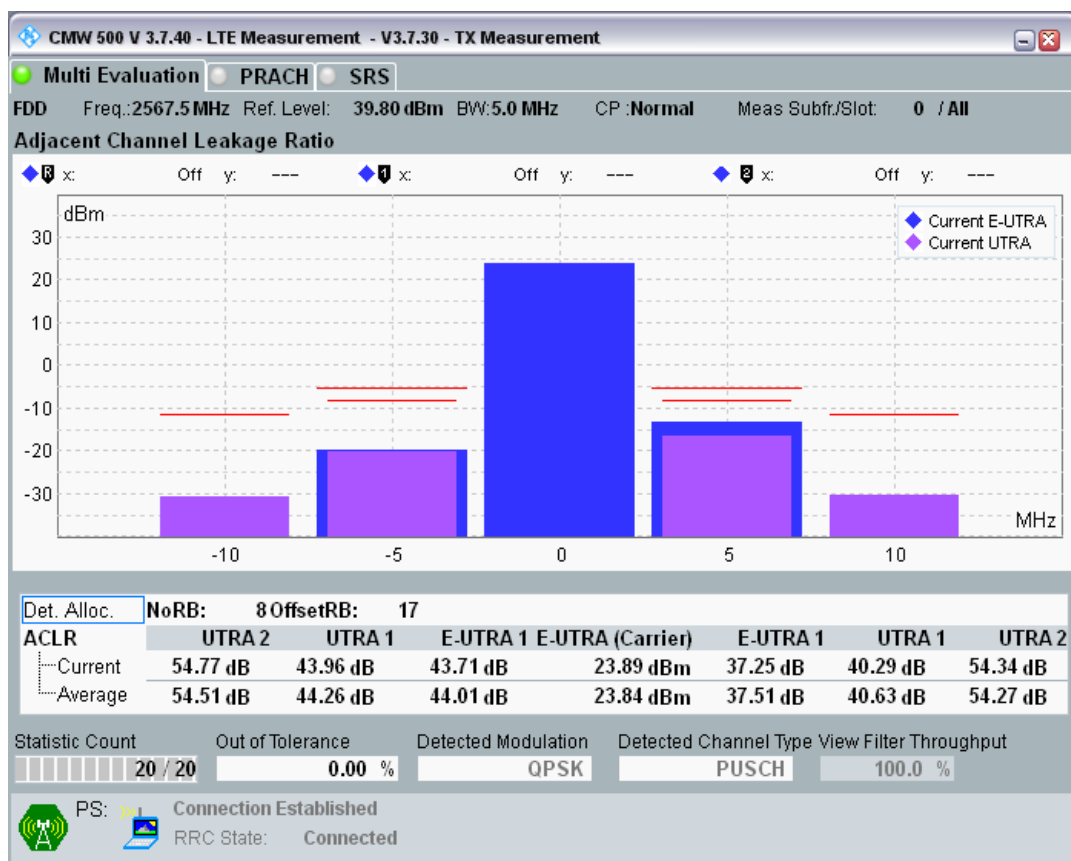 CMW 500 V 3.7.40 - LTE Measurement - V3.7.30 - TX Measurement
Multi Evaluation PRACH SRS
FDD Freq.:2567.5 MHz Ref. Level: 39.80 dBm BW:5.0 MHz CP :Normal Meas Subfr./Slot: 0 / All
Adjacent Channel Leakage Ratio
R x: Off y: --- 1 x: Off y: --- 2 x: Off y: ---
dBm
Current E-UTRA
Current UTRA
30
20
10
0
-10
-20
-30
MHz
-10 -5 0 5 10
Det. Alloc. NoRB: 8 OffsetRB: 17
ACLR UTRA 2 UTRA 1 E-UTRA 1 E-UTRA (Carrier) E-UTRA 1 UTRA 1 UTRA 2
Current 54.77 dB 43.96 dB 43.71 dB 23.89 dBm 37.25 dB 40.29 dB 54.34 dB
Average 54.51 dB 44.26 dB 44.01 dB 23.84 dBm 37.51 dB 40.63 dB 54.27 dB
Statistic Count Out of Tolerance Detected Modulation Detected Channel Type View Filter Throughput
20 / 20 0.00 % QPSK PUSCH 100.0 %
PS: Connection Established
RRC State: Connected